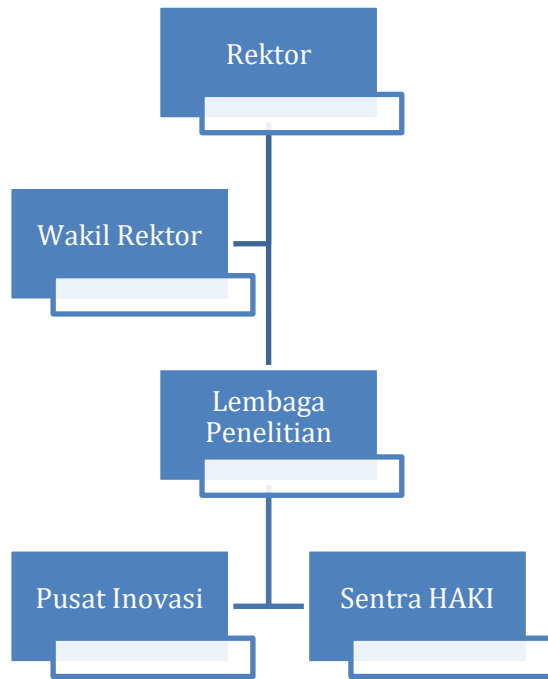 Rektor
Wakil Rektor
Lembaga
Penelitian
Pusat Inovasi
Sentra HAKI